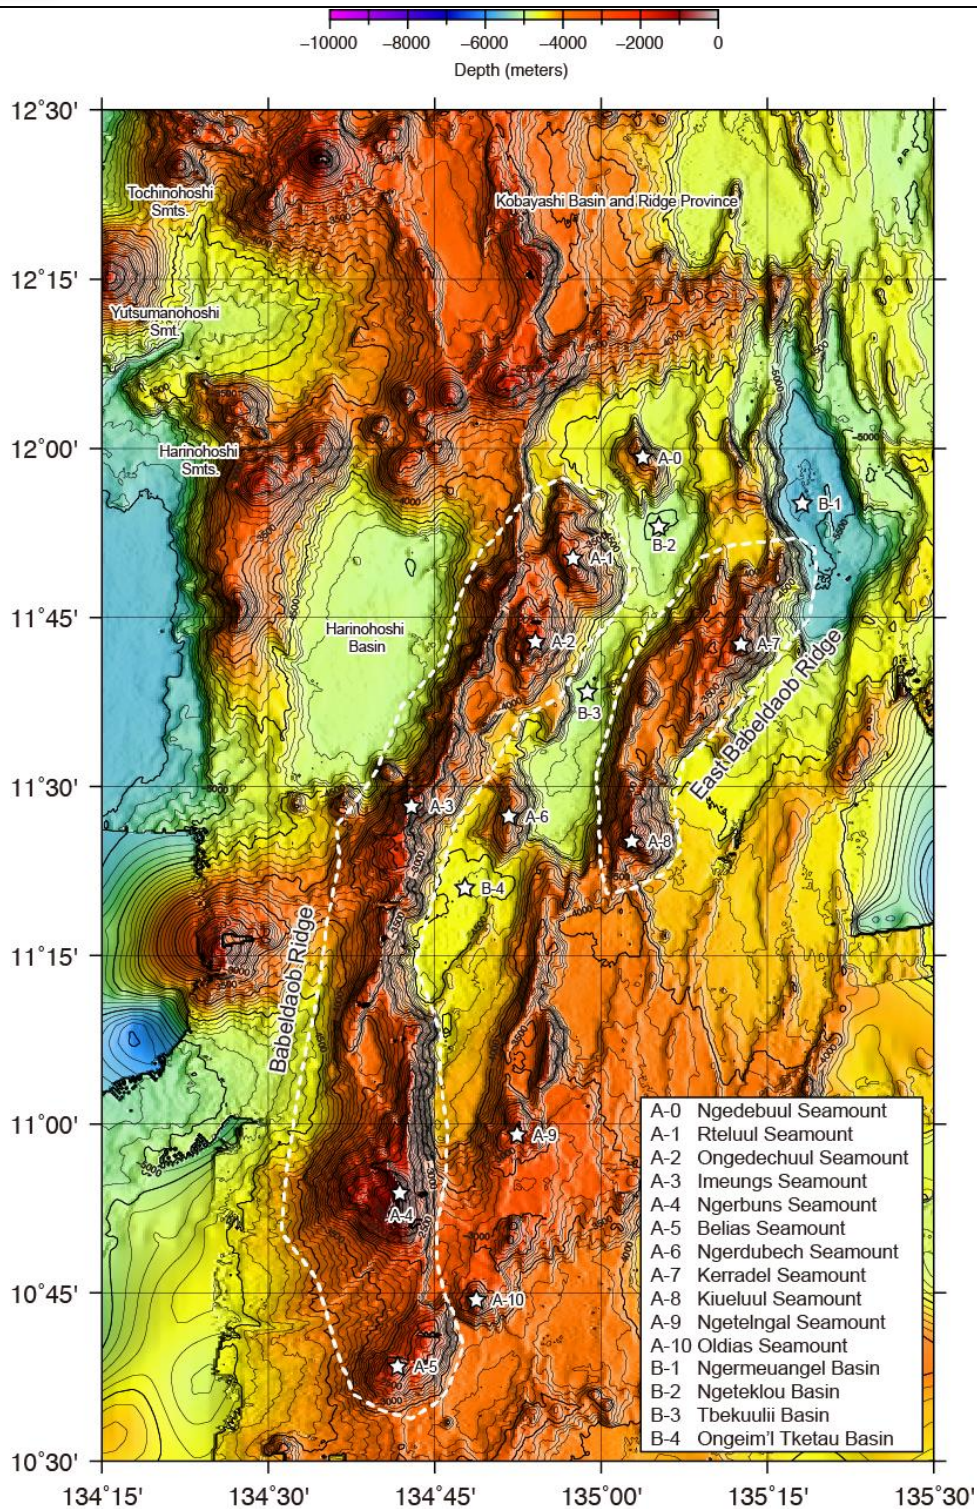 −10000 −8000 −6000 −4000 −2000 0
Depth (meters)
12°30'
Tochinohoshi
Smts.
Kobayashi Basin and Ridge Province
12°15'
Yutsumanohoshi
Smt.
12°00'
Harinohoshi
Smts.
A-0
B-1
B-2
A-1
11°45'
Harinohoshi
Basin
A-2
A-7
B-3
East Babeldaob Ridge
11°30'
A-3
A-6
A-8
B-4
11°15'
Babeldaob Ridge
11°00'
A-9
A-4
10°45'
A-10
A-5
10°30'
A-0 Ngedebuul Seamount
A-1 Rteluul Seamount
A-2 Ongedechuul Seamount
A-3 Imeungs Seamount
A-4 Ngerbuns Seamount
A-5 Belias Seamount
A-6 Ngerdubech Seamount
A-7 Kerradel Seamount
A-8 Kiueluul Seamount
A-9 Ngetelngal Seamount
A-10 Oldias Seamount
B-1 Ngermeuangel Basin
B-2 Ngeteklou Basin
B-3 Tbekuulii Basin
B-4 Ongeim'l Tketau Basin
134°15' 134°30' 134°45' 135°00' 135°15' 135°30'